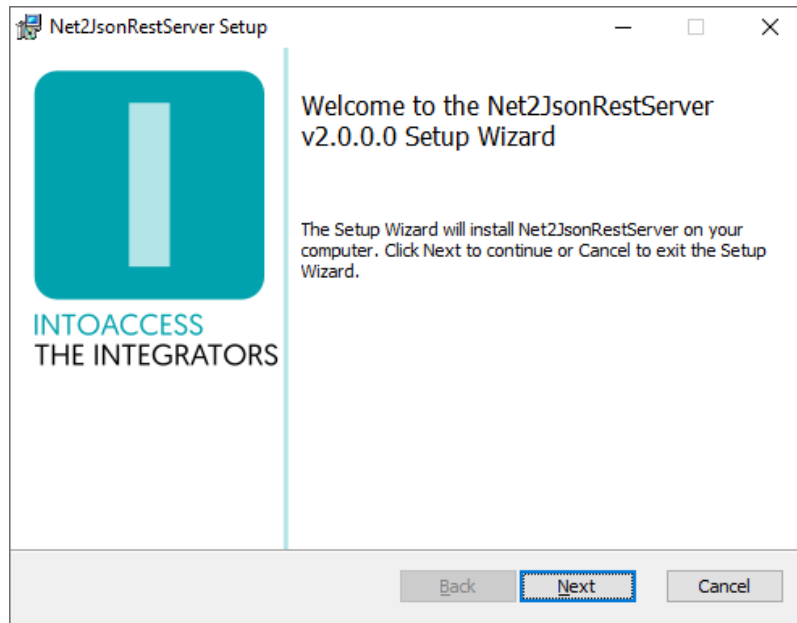 Net2JsonRestServer Setup
Welcome to the Net2JsonRestServer
v2.0.0.0 Setup Wizard
The Setup Wizard will install Net2JsonRestServer on your
computer. Click Next to continue or Cancel to exit the Setup
Wizard.
INTOACCESS
THE INTEGRATORS
Back
Next
Cancel